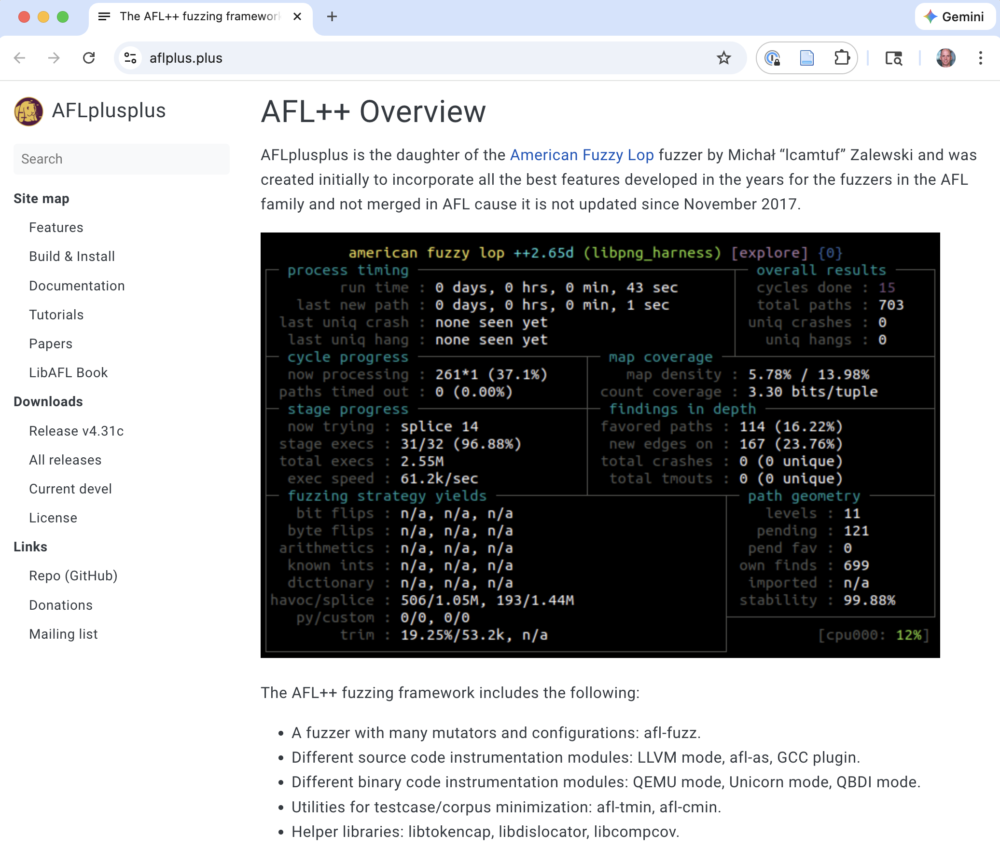 The AFL++ fuzzing framework
Gemini
aflplus.plus
AFLplusplus
Search
Site map
Features
Build & Install
Documentation
Tutorials
Papers
LibAFL Book
Downloads
Release v4.31c
All releases
Current devel
License
Links
Repo (GitHub)
Donations
Mailing list
AFL++ Overview
AFLplusplus is the daughter of the American Fuzzy Lop fuzzer by Michał “lcamtuf” Zalewski and was
created initially to incorporate all the best features developed in the years for the fuzzers in the AFL
family and not merged in AFL cause it is not updated since November 2017.
american fuzzy lop ++2.65d (libpng_harness) [explore] {0}
process timing
run time : 0 days, 0 hrs, 0 min, 43 sec
last new path : 0 days, 0 hrs, 0 min, 1 sec
last uniq crash : none seen yet
last uniq hang : none seen yet
overall results
cycles done : 15
total paths : 703
uniq crashes : 0
uniq hangs : 0
cycle progress
now processing : 261*1 (37.1%)
paths timed out : 0 (0.00%)
map coverage
map density : 5.78% / 13.98%
count coverage : 3.30 bits/tuple
stage progress
now trying : splice 14
stage execs : 31/32 (96.88%)
total execs : 2.55M
exec speed : 61.2k/sec
findings in depth
favored paths : 114 (16.22%)
new edges on : 167 (23.76%)
total crashes : 0 (0 unique)
total tmouts : 0 (0 unique)
fuzzing strategy yields
bit flips : n/a, n/a, n/a
byte flips : n/a, n/a, n/a
arithmetics : n/a, n/a, n/a
known ints : n/a, n/a, n/a
dictionary : n/a, n/a, n/a
havoc/splice : 506/1.05M, 193/1.44M
py/custom : 0/0, 0/0
trim : 19.25%/53.2k, n/a
path geometry
levels : 11
pending : 121
pend fav : 0
own finds : 699
imported : n/a
stability : 99.88%
[cpu000: 12%]
The AFL++ fuzzing framework includes the following:
• A fuzzer with many mutators and configurations: afl-fuzz.
• Different source code instrumentation modules: LLVM mode, afl-as, GCC plugin.
• Different binary code instrumentation modules: QEMU mode, Unicorn mode, QBDI mode.
• Utilities for testcase/corpus minimization: afl-tmin, afl-cmin.
• Helper libraries: libtokencap, libdislocator, libcompcov.